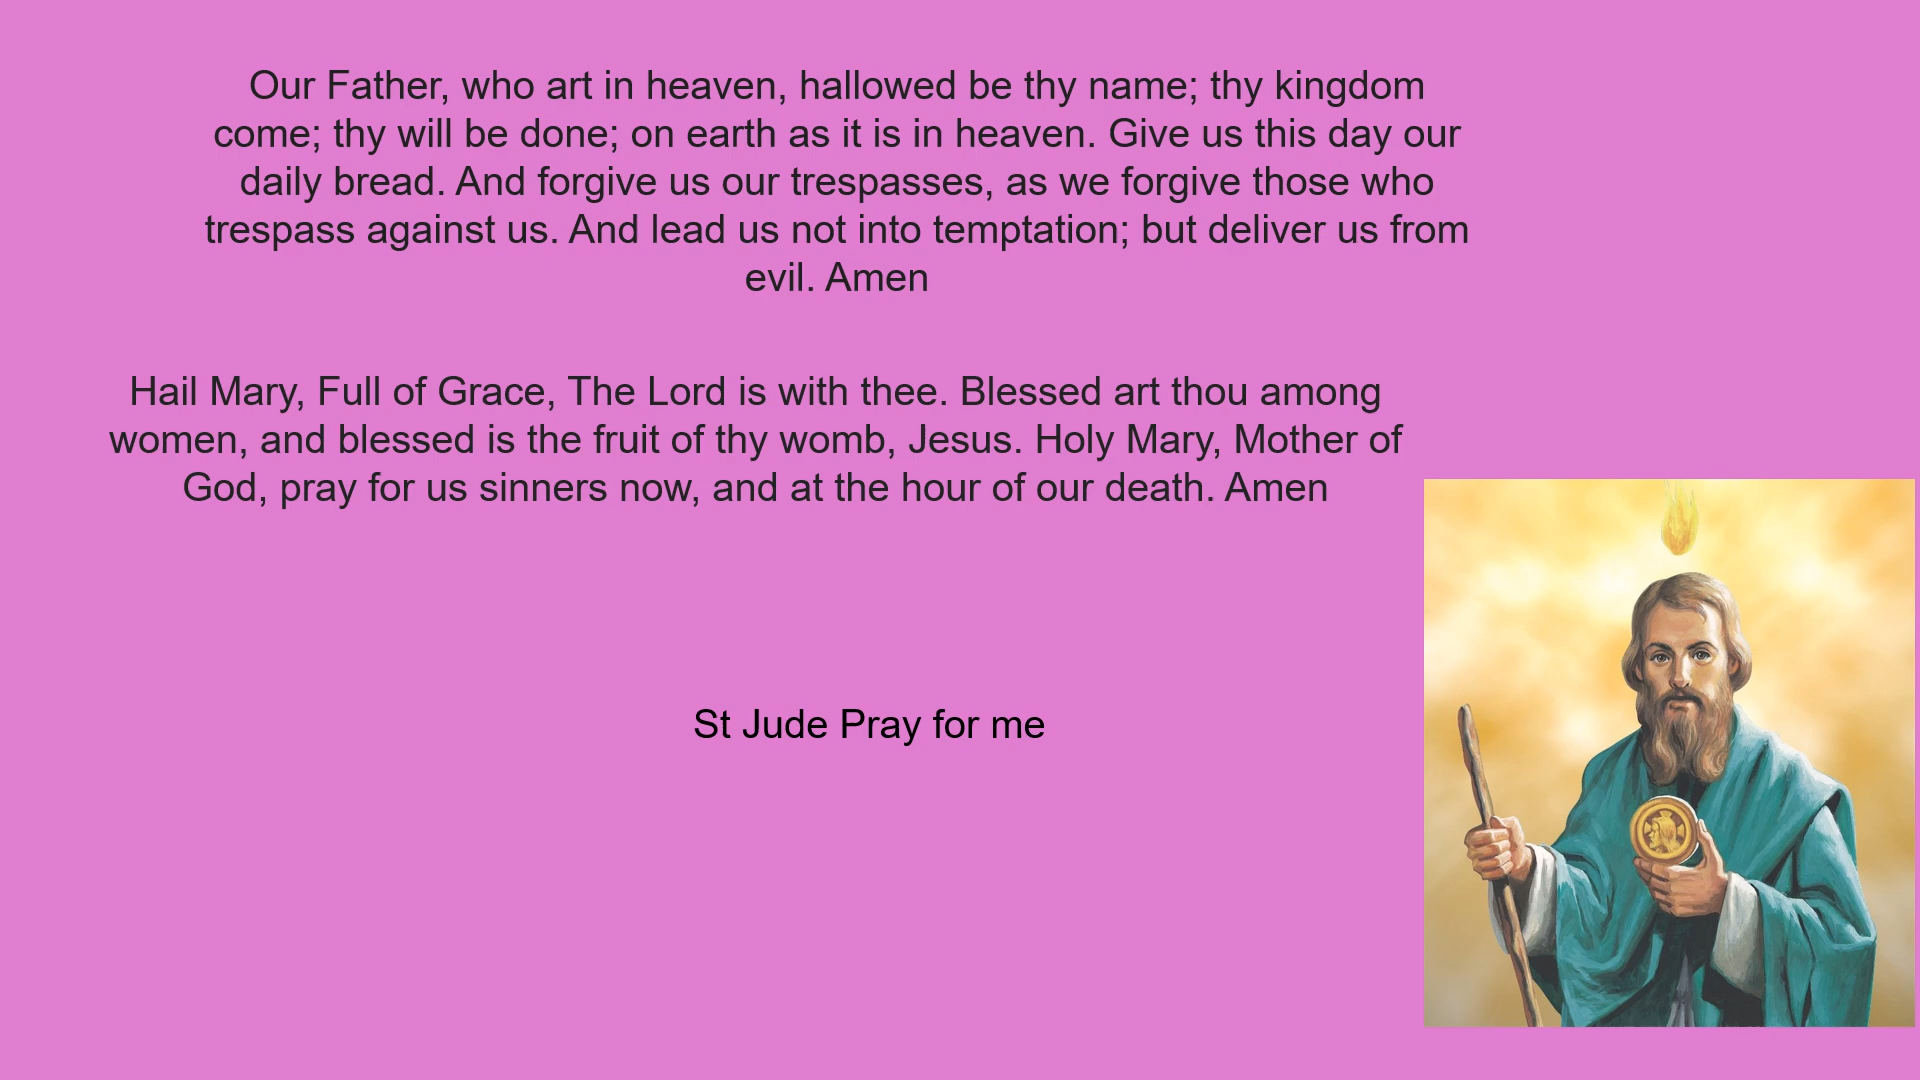 Our Father, who art in heaven, hallowed be thy name; thy kingdom
come; thy will be done; on earth as it is in heaven. Give us this day our
daily bread. And forgive us our trespasses, as we forgive those who
trespass against us. And lead us not into temptation; but deliver us from
evil. Amen
Hail Mary, Full of Grace, The Lord is with thee. Blessed art thou among
women, and blessed is the fruit of thy womb, Jesus. Holy Mary, Mother of
God, pray for us sinners now, and at the hour of our death. Amen
St Jude Pray for me